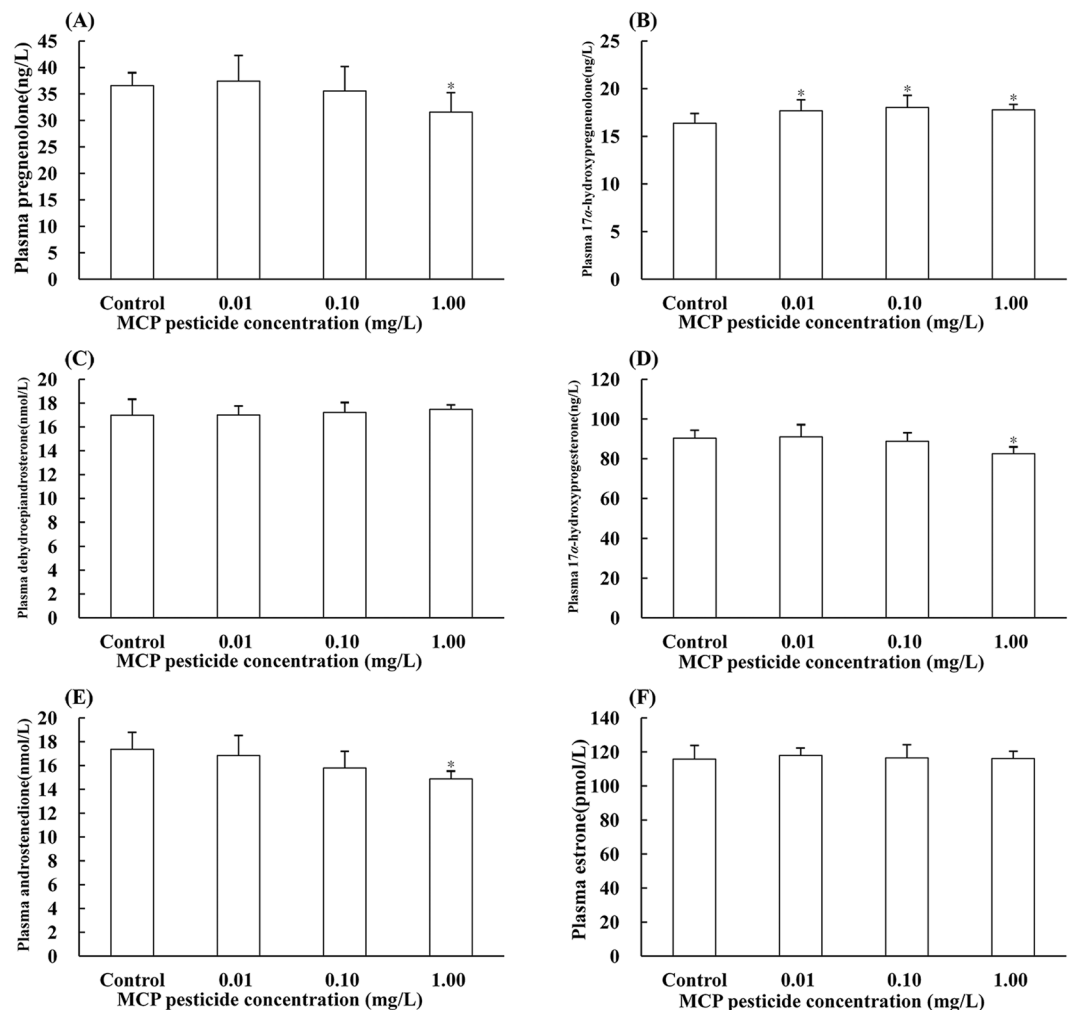 (A)
Plasma pregnenolone(ng/L)
45
40
35
30
25
20
15
10
5
0
*
Control 0.01 0.10 1.00
MCP pesticide concentration (mg/L)
(B)
Plasma 17α-hydroxypregnenolone(ng/L)
25
20
15
10
5
0
* * *
Control 0.01 0.10 1.00
MCP pesticide concentration (mg/L)
(C)
Plasma dehydroepiandrosterone(nmol/L)
20
18
16
14
12
10
8
6
4
2
0
Control 0.01 0.10 1.00
MCP pesticide concentration (mg/L)
(D)
Plasma 17α-hydroxyprogesterone(ng/L)
120
100
80
60
40
20
0
*
Control 0.01 0.10 1.00
MCP pesticide concentration (mg/L)
(E)
Plasma androstenedione(nmol/L)
20
18
16
14
12
10
8
6
4
2
0
*
Control 0.01 0.10 1.00
MCP pesticide concentration (mg/L)
(F)
Plasma estrone(pmol/L)
140
120
100
80
60
40
20
0
Control 0.01 0.10 1.00
MCP pesticide concentration (mg/L)